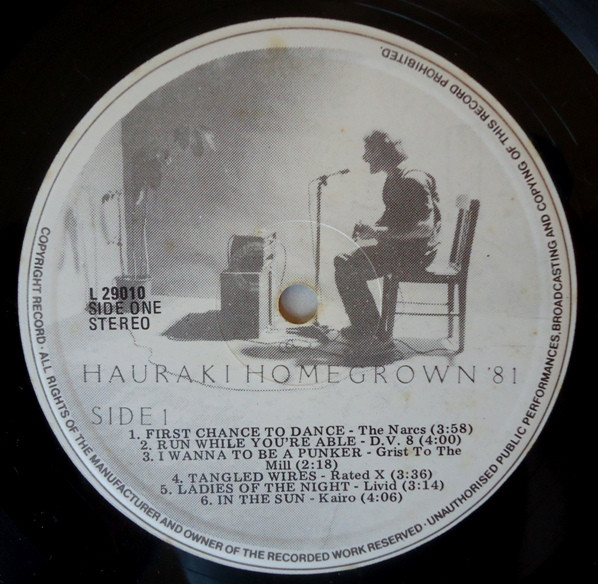 L 29010
SIDE ONE
STEREO
HAURAKI HOMEGROWN '81
SIDE 1
1. FIRST CHANCE TO DANCE - The Narcs (3:58)
2. RUN WHILE YOU'RE ABLE - D.V. 8 (4:00)
3. I WANNA TO BE A PUNKER - Grist To The
Mill (2:18)
4. TANGLED WIRES - Rated X (3:36)
5. LADIES OF THE NIGHT - Livid (3:14)
6. IN THE SUN - Kairo (4:06)
COPYRIGHT RECORD · ALL RIGHTS OF THE MANUFACTURER AND OWNER OF THE RECORDED WORK RESERVED · UNAUTHORISED PUBLIC PERFORMANCES, BROADCASTING AND COPYING OF THIS RECORD PROHIBITED.